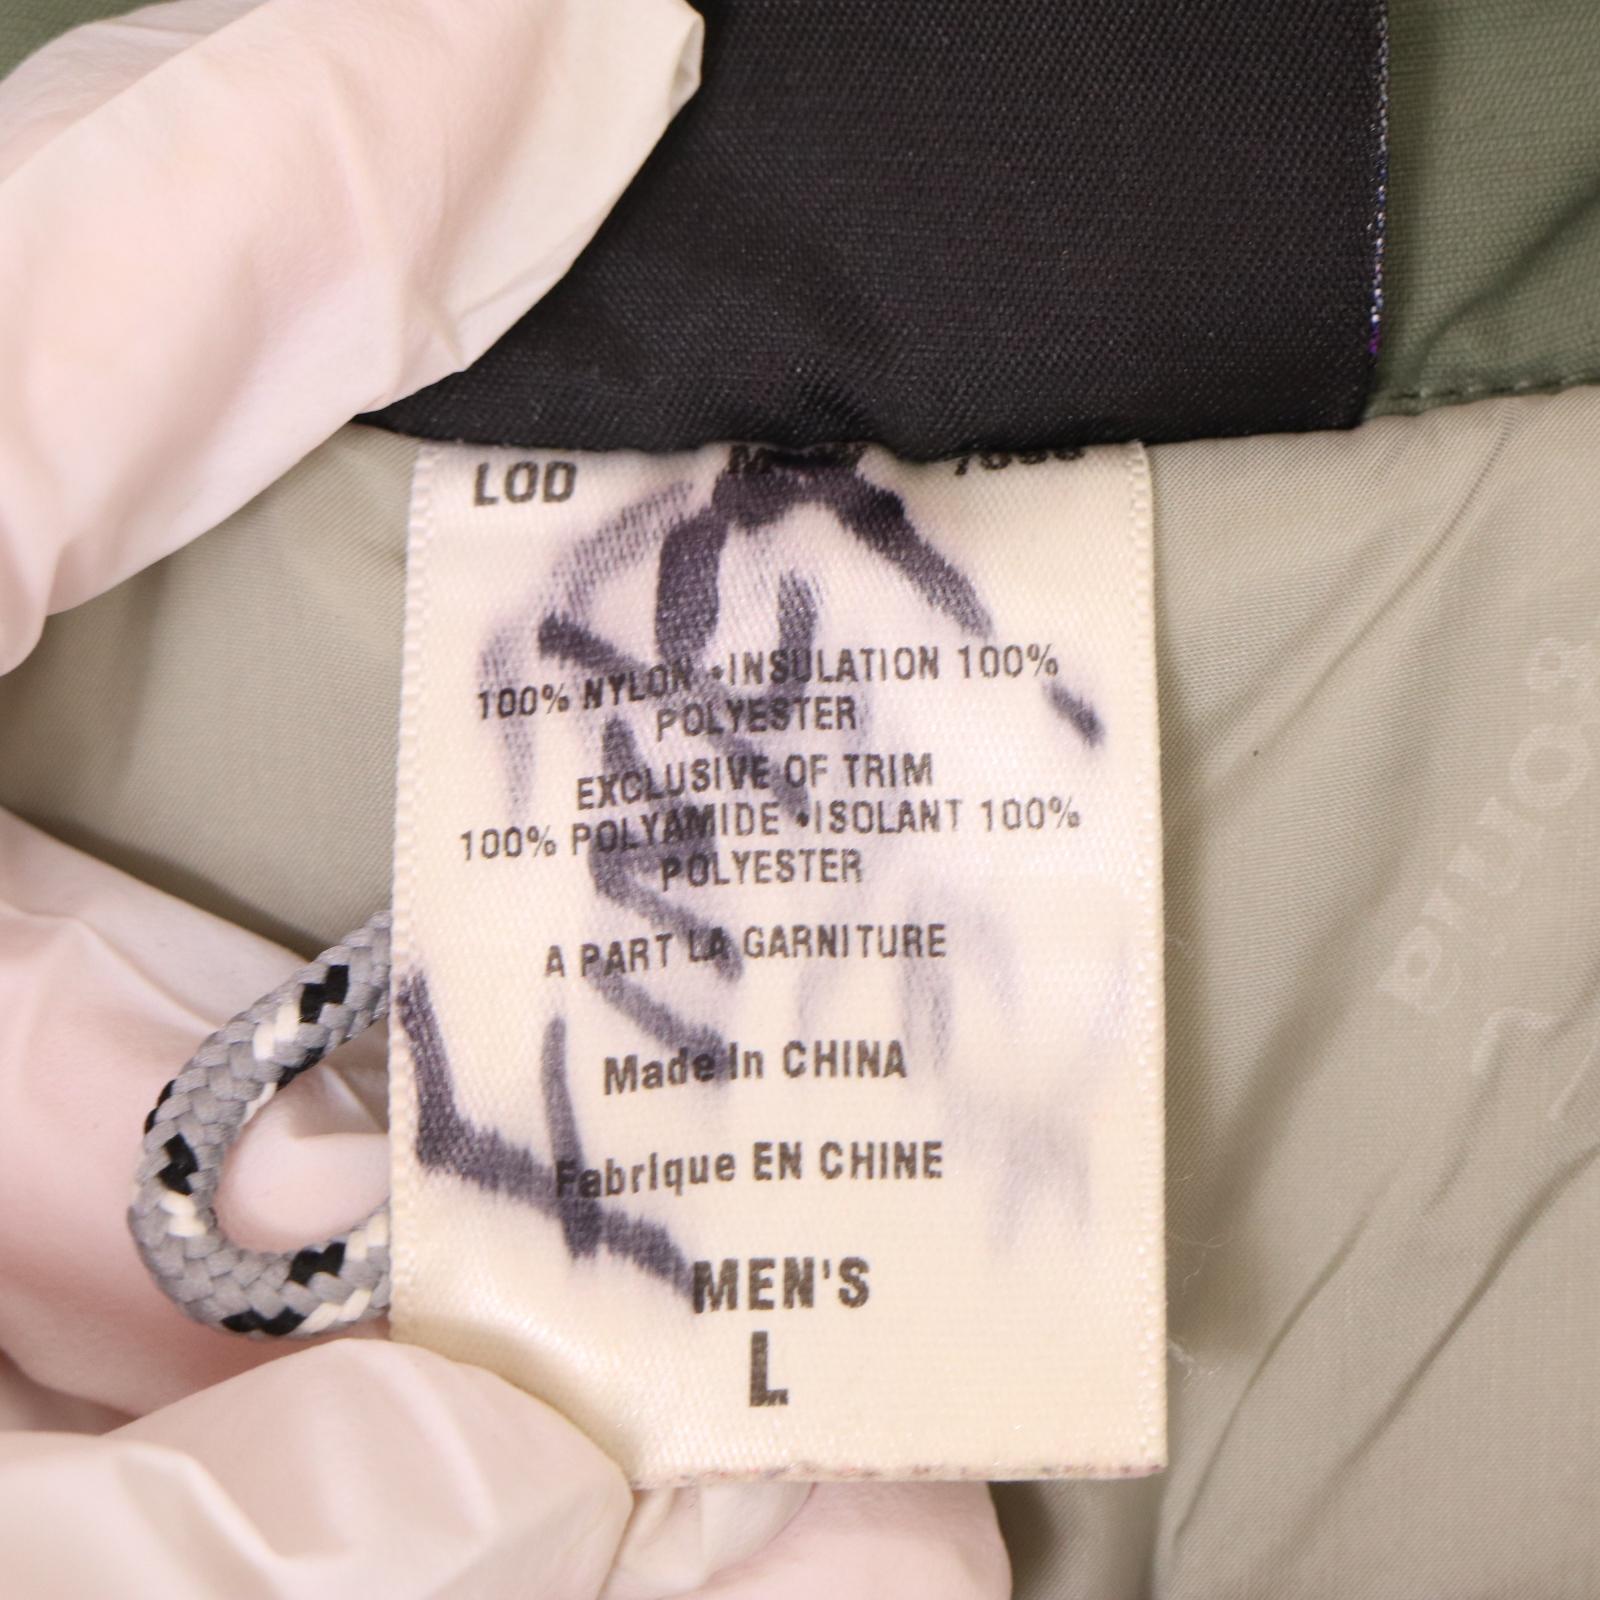 LOD
100% NYLON •INSULATION 100%
POLYESTER
EXCLUSIVE OF TRIM
100% POLYAMIDE •ISOLANT 100%
POLYESTER
A PART LA GARNITURE
Made In CHINA
Fabrique EN CHINE
MEN'S
L